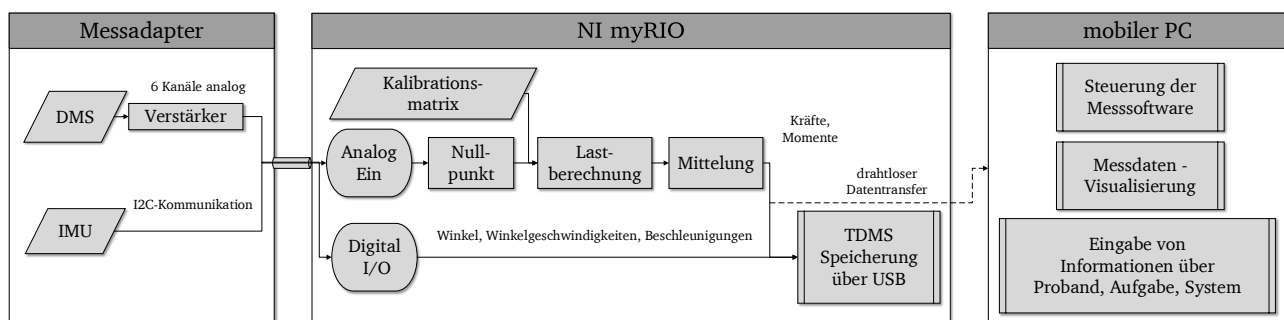 Messadapter
6 Kanäle analog
DMS
Verstärker
IMU
I2C-Kommunikation
NI myRIO
Kalibrations-
matrix
Analog
Ein
Null-
punkt
Last-
berechnung
Mittelung
Kräfte,
Momente
drahtloser
Datentransfer
Digital
I/O
Winkel, Winkelgeschwindigkeiten, Beschleunigungen
TDMS
Speicherung
über USB
mobiler PC
Steuerung der
Messsoftware
Messdaten -
Visualisierung
Eingabe von
Informationen über
Proband, Aufgabe, System